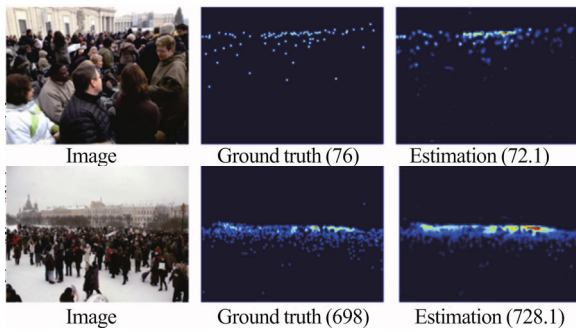 Image
Ground truth (76)
Estimation (72.1)
Image
Ground truth (698)
Estimation (728.1)